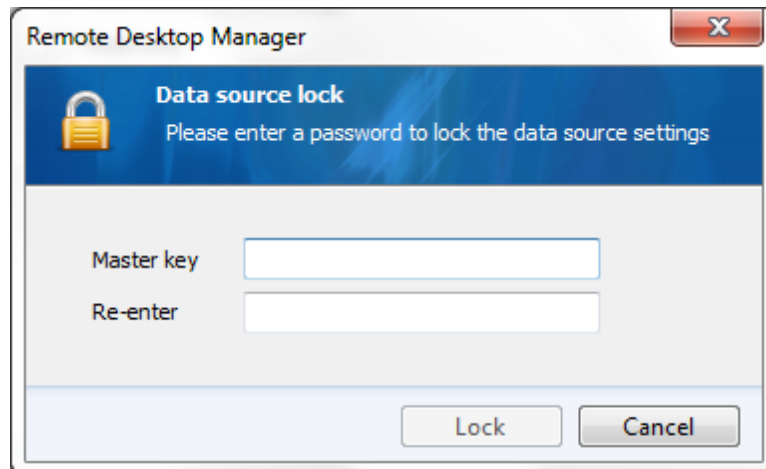 Remote Desktop Manager
Data source lock
Please enter a password to lock the data source settings
Master key
Re-enter
Lock
Cancel